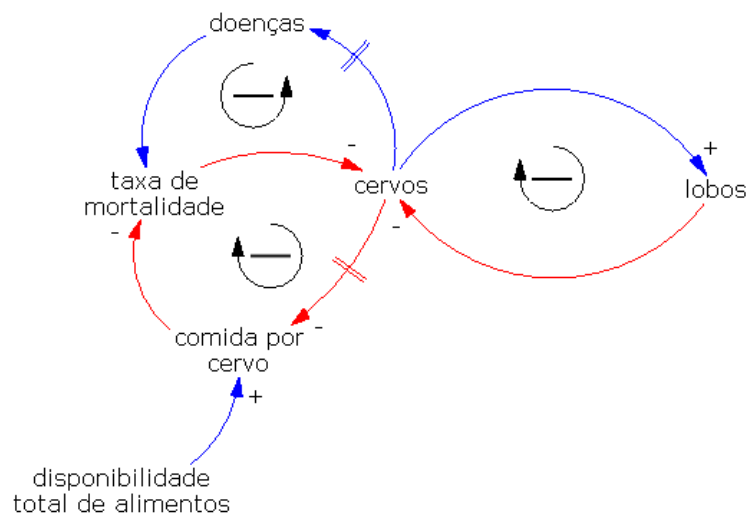 doenças
taxa de
mortalidade
-
cervos
-
+
lobos
-
-
comida por
cervo
-
+
disponibilidade
total de alimentos